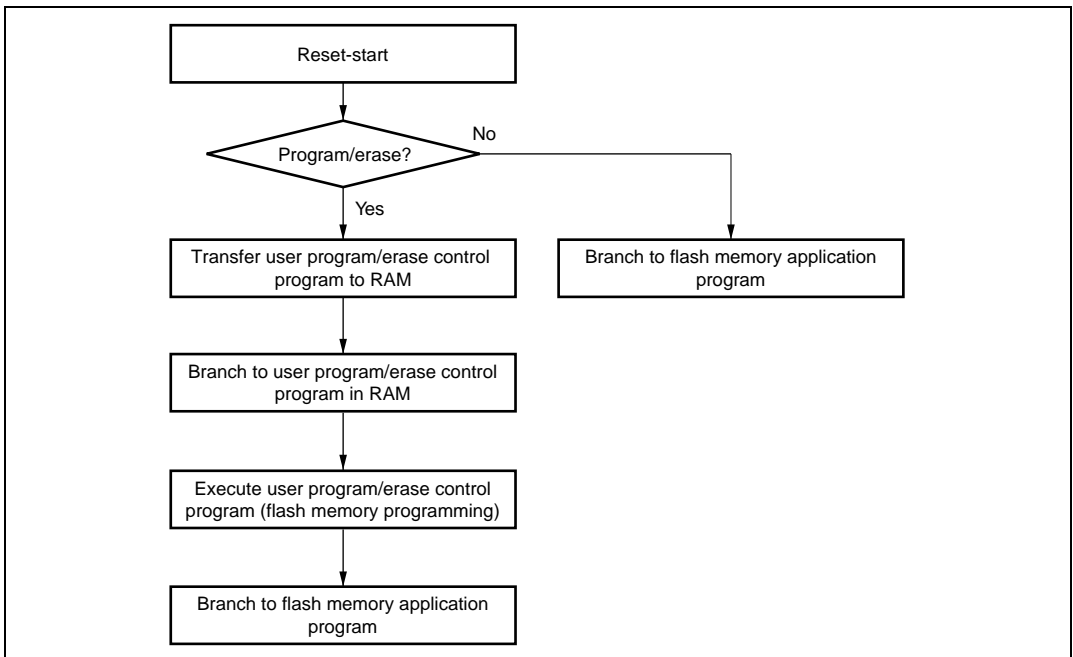 Reset-start
Program/erase?
No
Yes
Transfer user program/erase control
program to RAM
Branch to flash memory application
program
Branch to user program/erase control
program in RAM
Execute user program/erase control
program (flash memory programming)
Branch to flash memory application
program